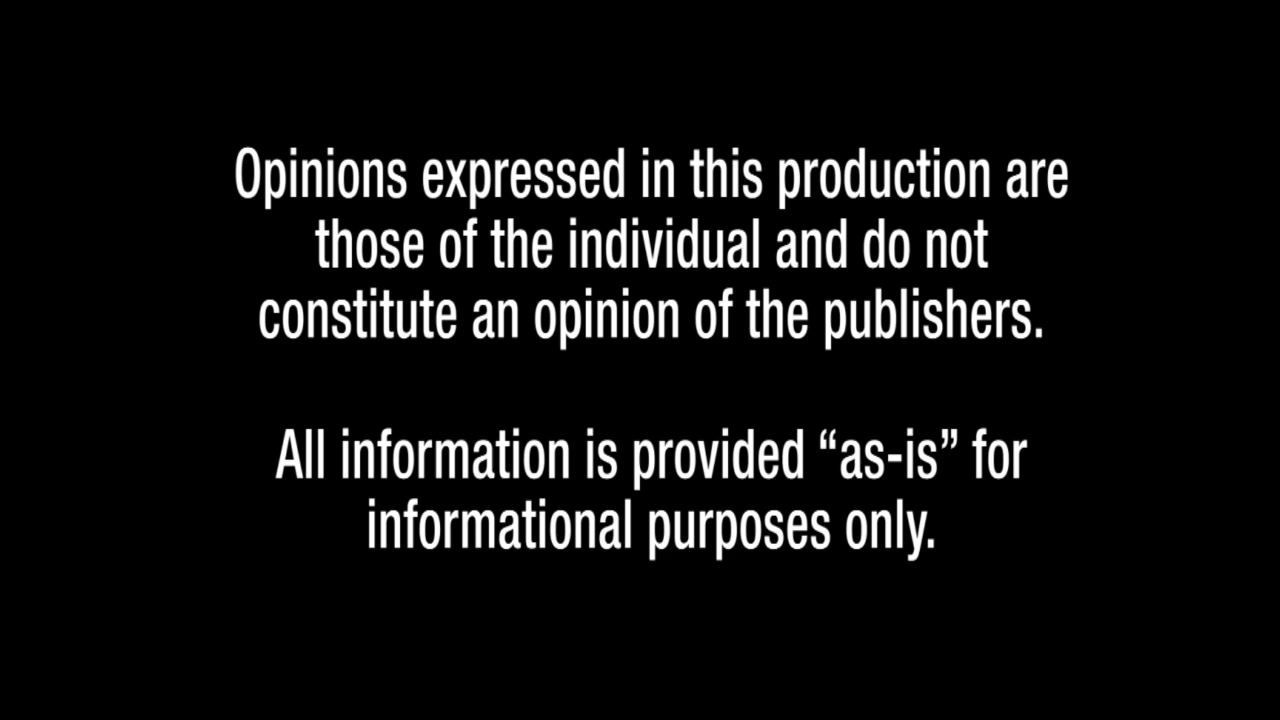 Opinions expressed in this production are
those of the individual and do not
constitute an opinion of the publishers.
All information is provided “as-is” for
informational purposes only.